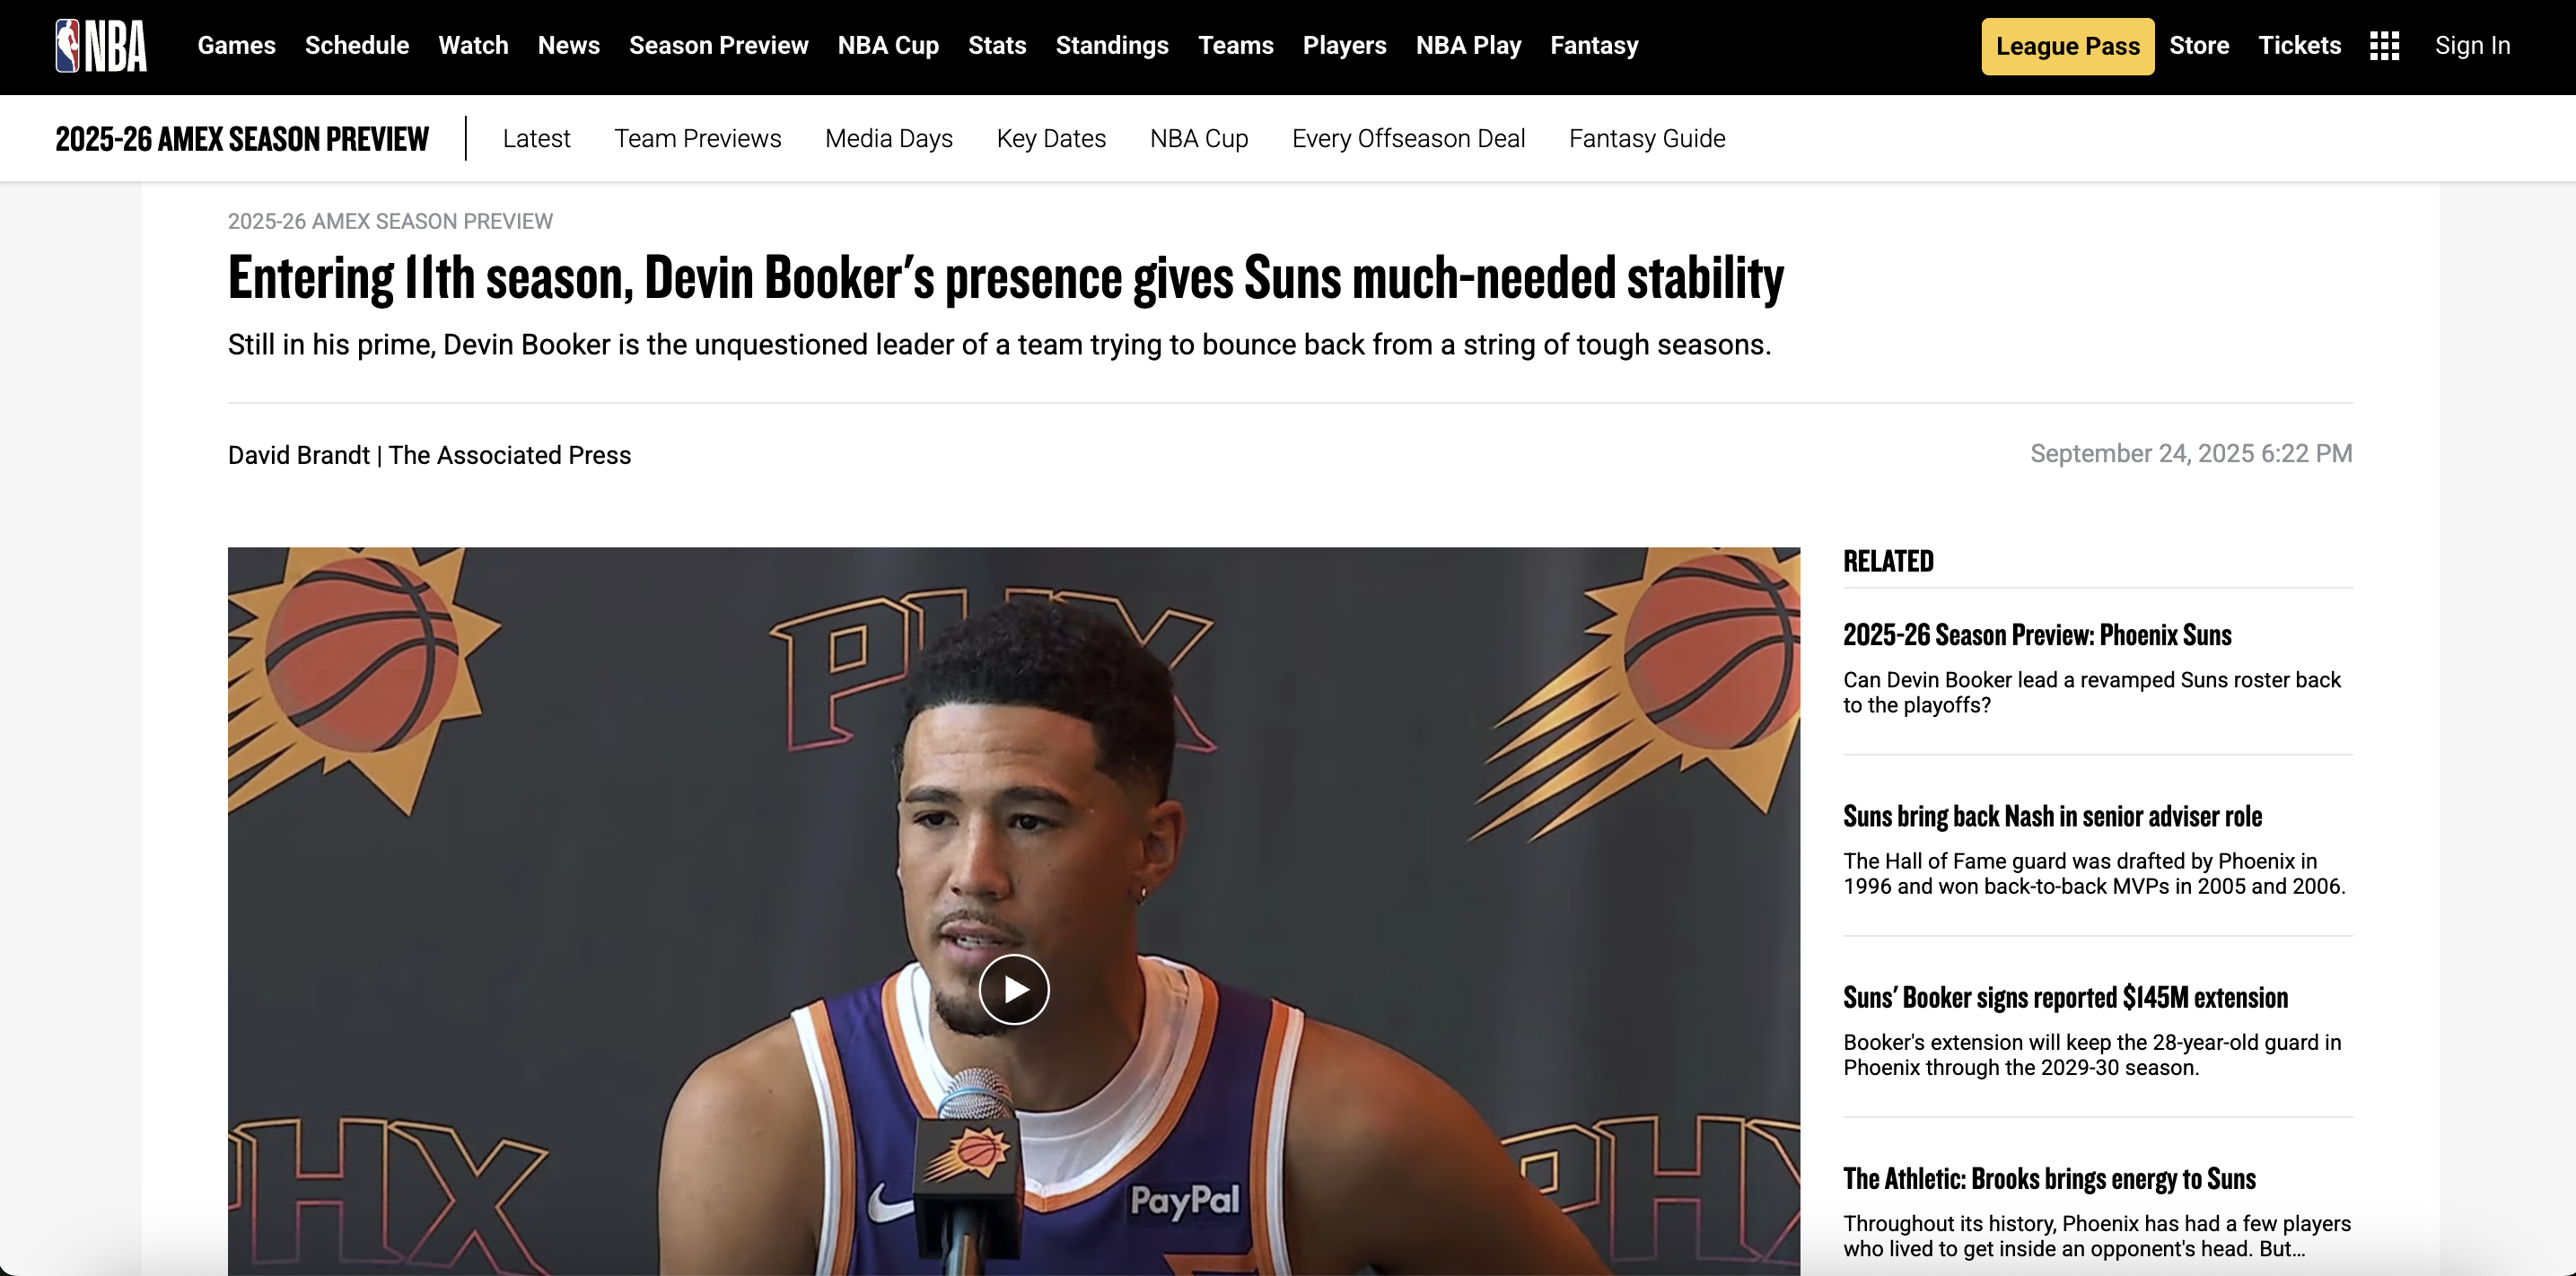 NBA
Games Schedule Watch News Season Preview NBA Cup Stats Standings Teams Players NBA Play Fantasy League Pass Store Tickets Sign In
2025-26 AMEX SEASON PREVIEW Latest Team Previews Media Days Key Dates NBA Cup Every Offseason Deal Fantasy Guide
2025-26 AMEX SEASON PREVIEW
Entering 11th season, Devin Booker's presence gives Suns much-needed stability
Still in his prime, Devin Booker is the unquestioned leader of a team trying to bounce back from a string of tough seasons.
David Brandt | The Associated Press
September 24, 2025 6:22 PM
PHX
PHX
PHX
PayPal
RELATED
2025-26 Season Preview: Phoenix Suns
Can Devin Booker lead a revamped Suns roster back
to the playoffs?
Suns bring back Nash in senior adviser role
The Hall of Fame guard was drafted by Phoenix in
1996 and won back-to-back MVPs in 2005 and 2006.
Suns' Booker signs reported $145M extension
Booker's extension will keep the 28-year-old guard in
Phoenix through the 2029-30 season.
The Athletic: Brooks brings energy to Suns
Throughout its history, Phoenix has had a few players
who lived to get inside an opponent's head. But...